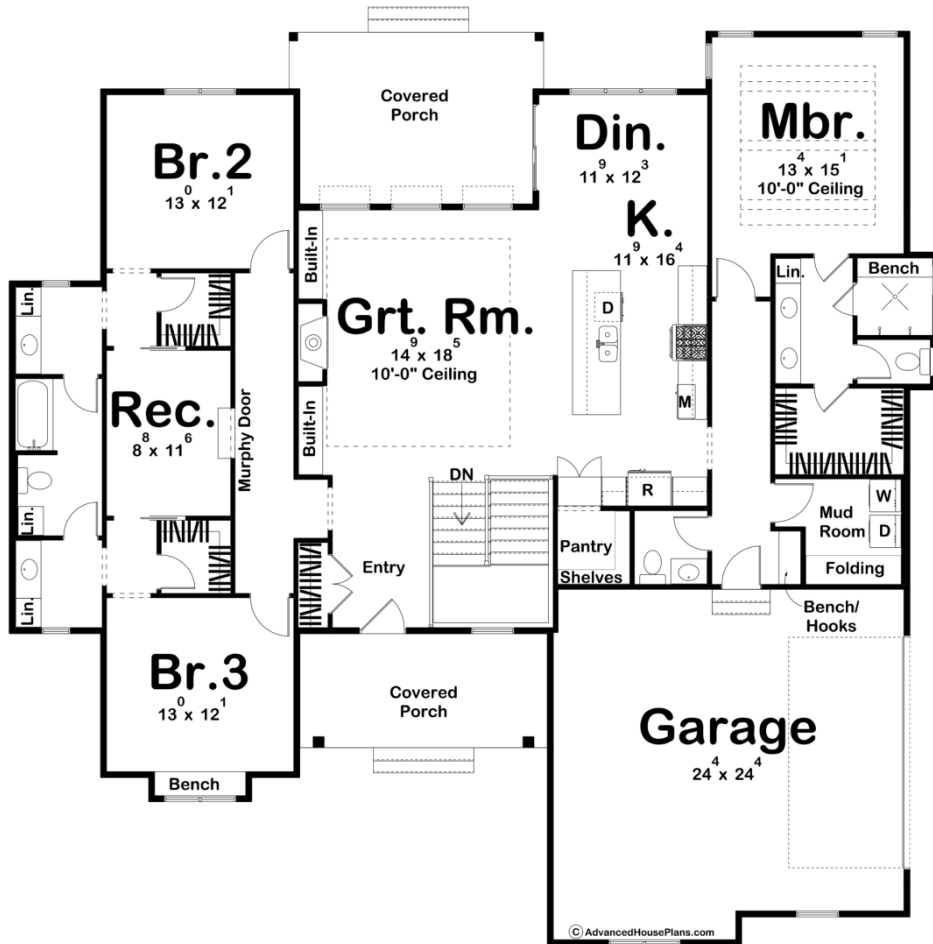 Covered
Porch
Br.2
13⁰ x 12¹
Din.
11⁹ x 12³
Mbr.
13⁴ x 15¹
10'-0" Ceiling
K.
11⁹ x 16⁴
Built-In
Lin.
Bench
Lin.
D
Grt. Rm.
14⁹ x 18⁵
10'-0" Ceiling
Rec.
8⁸ x 11⁶
Murphy Door
Built-In
M
DN
R
W
Mud
Room
D
Lin.
Pantry
Shelves
Entry
Folding
Lin.
Bench/
Hooks
Br.3
13⁰ x 12¹
Covered
Porch
Garage
24⁴ x 24⁴
Bench
© AdvancedHousePlans.com